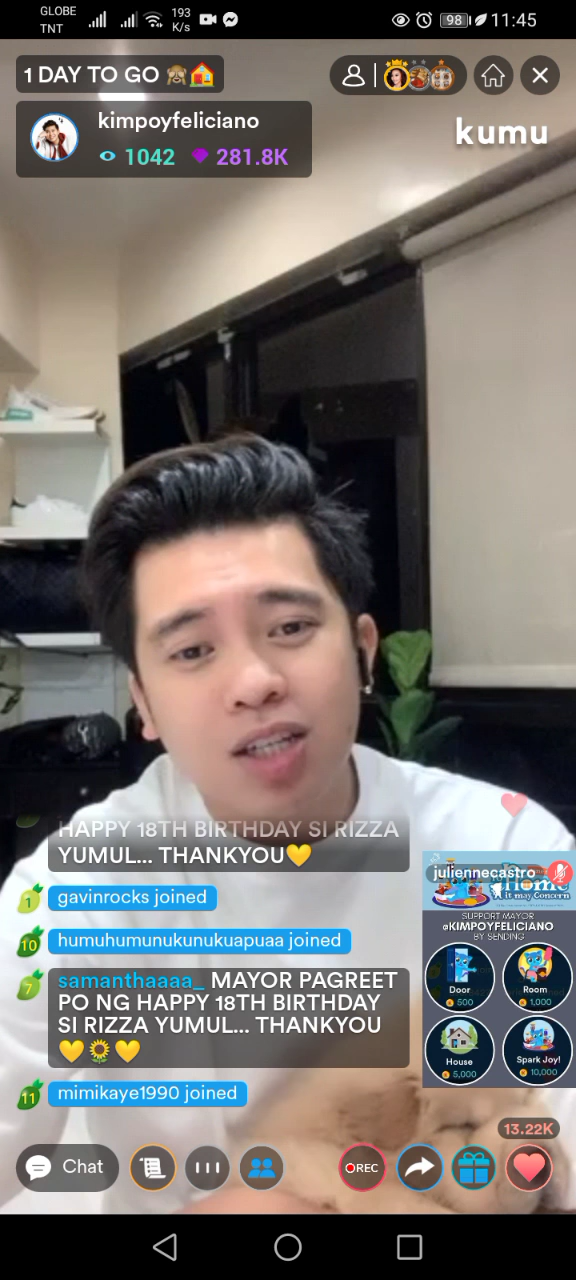 GLOBE
TNT
193
K/s
98
11:45
1 DAY TO GO 🙈🏠
kimpoyfeliciano
1042
281.8K
kumu
HAPPY 18TH BIRTHDAY SI RIZZA
YUMUL... THANKYOU💛
1
gavinrocks joined
10
humuhumunukunukuapuaa joined
7
samanthaaaa_ MAYOR PAGREET
PO NG HAPPY 18TH BIRTHDAY
SI RIZZA YUMUL... THANKYOU
💛🌻💛
11
mimikaye1990 joined
juliennecastro
Home
it may Concern
SUPPORT MAYOR
@KIMPOYFELICIANO
BY SENDING
Door
500
Room
1,000
House
5,000
Spark Joy!
10,000
13.22K
Chat
REC